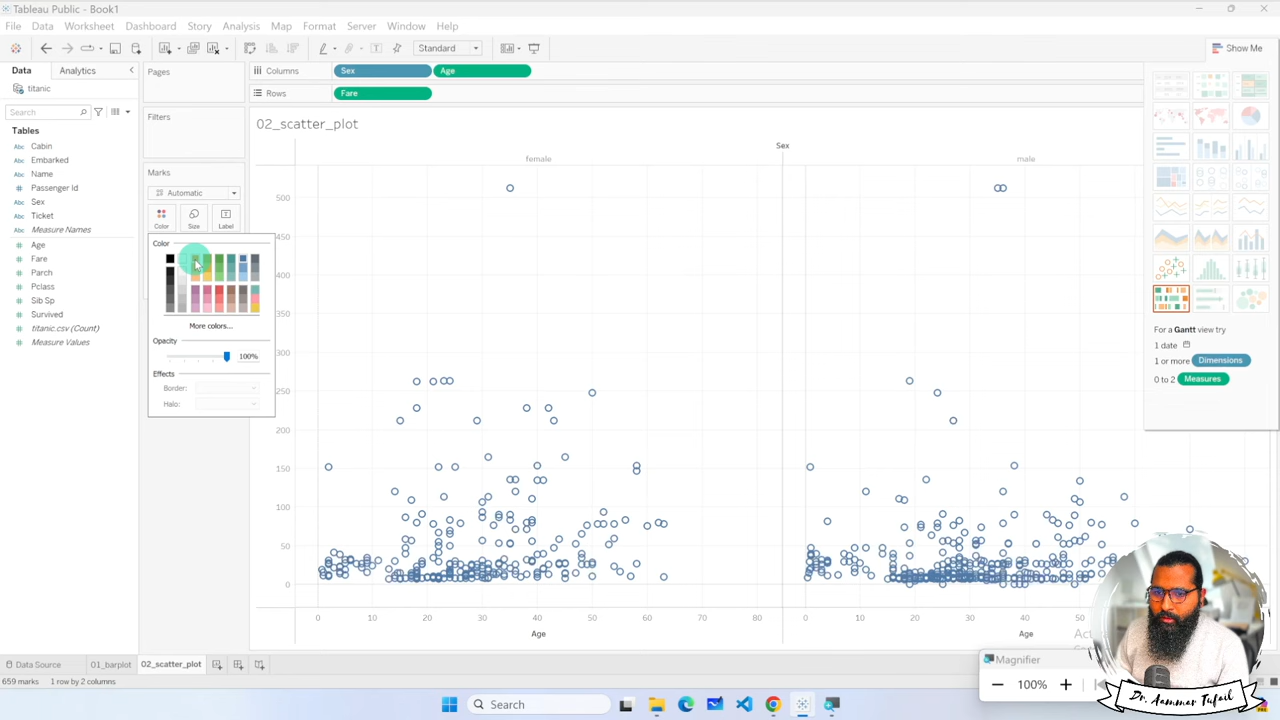 Tableau Public - Book1
File Data Worksheet Dashboard Story Analysis Map Format Server Window Help
Standard
Show Me
Data Analytics
titanic
Search
Tables
Abc Cabin
Abc Embarked
Abc Name
# Passenger Id
Abc Sex
Abc Ticket
Abc Measure Names
# Age
# Fare
# Parch
# Pclass
# Sib Sp
# Survived
# titanic.csv (Count)
# Measure Values
Pages
Filters
Marks
Automatic
Color Size Label
Color
More colors...
Opacity
100%
Effects
Border:
Halo:
Columns Sex Age
Rows Fare
02_scatter_plot
Sex
female male
500
450
400
350
300
250
200
150
100
50
0
0 10 20 30 40 50 60 70 80 0 10 20 30 40 50
Age Age
For a Gantt view try
1 date
1 or more Dimensions
0 to 2 Measures
Magnifier
100%
Dr. Aammar Tufail
Data Source 01_barplot 02_scatter_plot
659 marks 1 row by 2 columns
Search